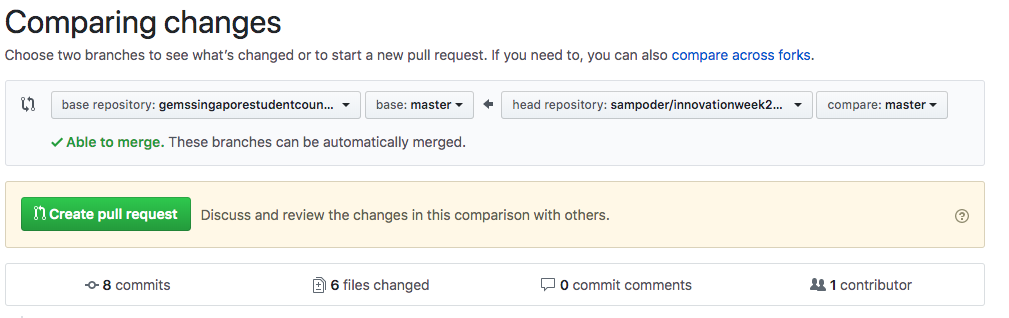 Comparing changes
Choose two branches to see what’s changed or to start a new pull request. If you need to, you can also compare across forks.
base repository: gemssingaporestudentcoun... base: master head repository: sampoder/innovationweek2... compare: master
Able to merge. These branches can be automatically merged.
Create pull request Discuss and review the changes in this comparison with others.
8 commits 6 files changed 0 commit comments 1 contributor